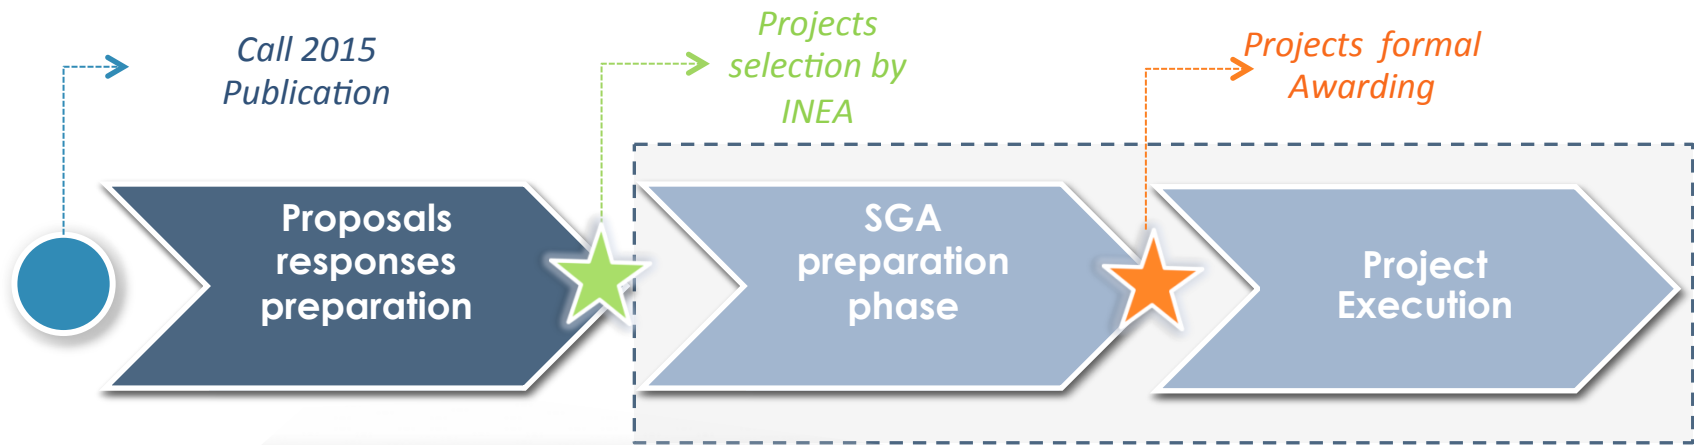 Call 2015
Publication
Projects
selection by
INEA
Projects formal
Awarding
Proposals
responses
preparation
SGA
preparation
phase
Project
Execution